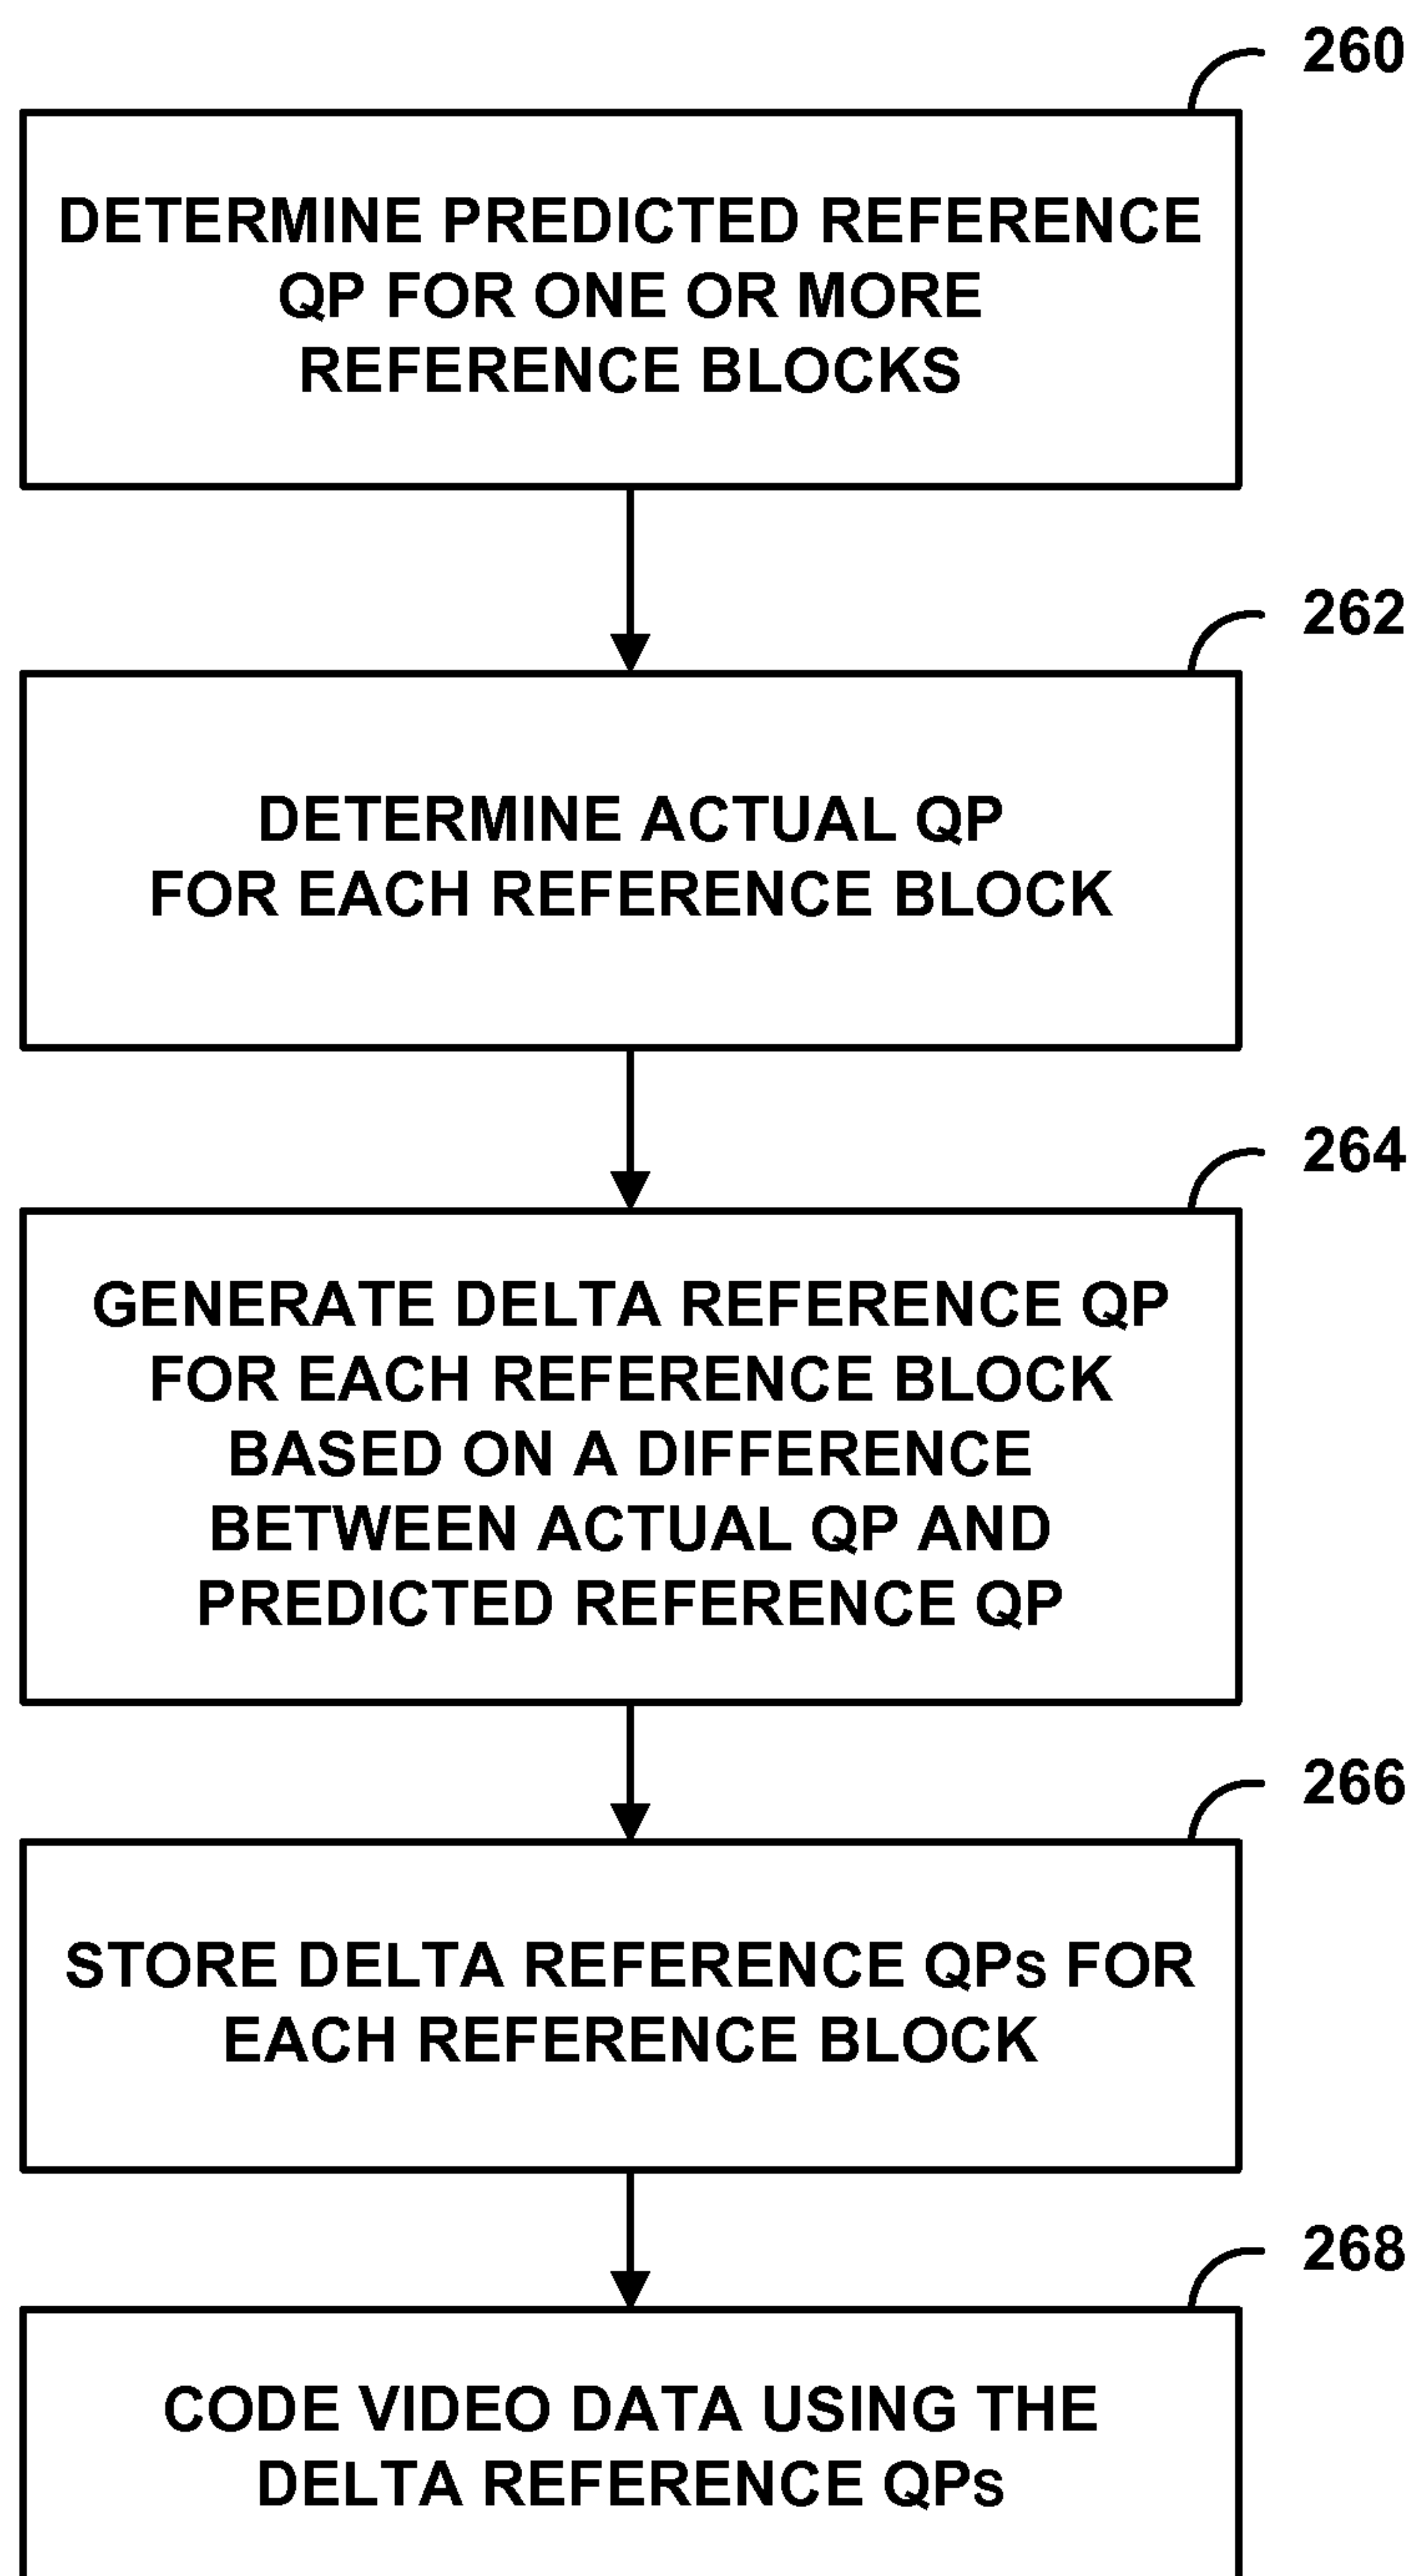 260
DETERMINE PREDICTED REFERENCE
QP FOR ONE OR MORE
REFERENCE BLOCKS
262
DETERMINE ACTUAL QP
FOR EACH REFERENCE BLOCK
264
GENERATE DELTA REFERENCE QP
FOR EACH REFERENCE BLOCK
BASED ON A DIFFERENCE
BETWEEN ACTUAL QP AND
PREDICTED REFERENCE QP
266
STORE DELTA REFERENCE QPs FOR
EACH REFERENCE BLOCK
268
CODE VIDEO DATA USING THE
DELTA REFERENCE QPs